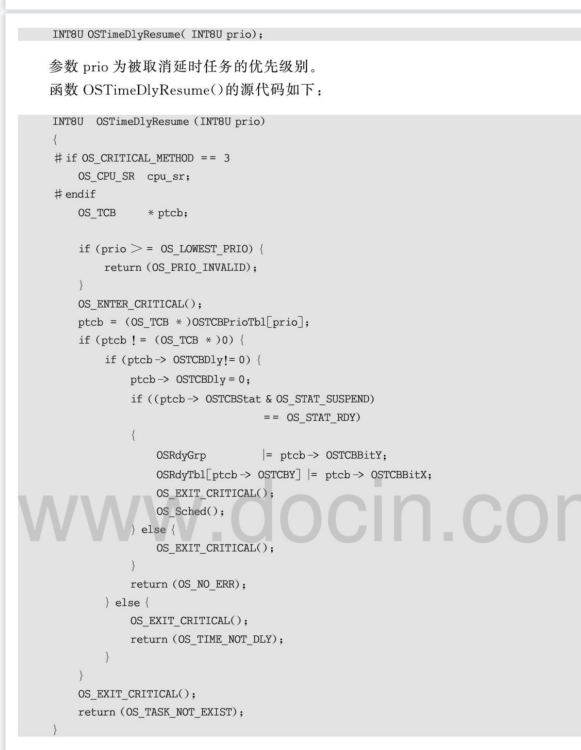 INT8U OSTimeDlyResume( INT8U prio);
参数 prio 为被取消延时任务的优先级别。
函数 OSTimeDlyResume()的源代码如下：
INT8U  OSTimeDlyResume (INT8U prio)
{
# if OS_CRITICAL_METHOD == 3
    OS_CPU_SR  cpu_sr;
# endif
    OS_TCB     * ptcb;

    if (prio >= OS_LOWEST_PRIO) {
        return (OS_PRIO_INVALID);
    }
    OS_ENTER_CRITICAL();
    ptcb = (OS_TCB * )OSTCBPrioTbl[prio];
    if (ptcb != (OS_TCB * )0) {
        if (ptcb -> OSTCBDly!= 0) {
            ptcb -> OSTCBDly = 0;
            if ((ptcb -> OSTCBStat & OS_STAT_SUSPEND)
                                == OS_STAT_RDY)
            {
                OSRdyGrp        |= ptcb -> OSTCBBitY;
                OSRdyTbl[ptcb -> OSTCBY] |= ptcb -> OSTCBBitX;
                OS_EXIT_CRITICAL();
                OS_Sched();
            } else {
                OS_EXIT_CRITICAL();
            }
            return (OS_NO_ERR);
        } else {
            OS_EXIT_CRITICAL();
            return (OS_TIME_NOT_DLY);
        }
    }
    OS_EXIT_CRITICAL();
    return (OS_TASK_NOT_EXIST);
}
www.docin.com